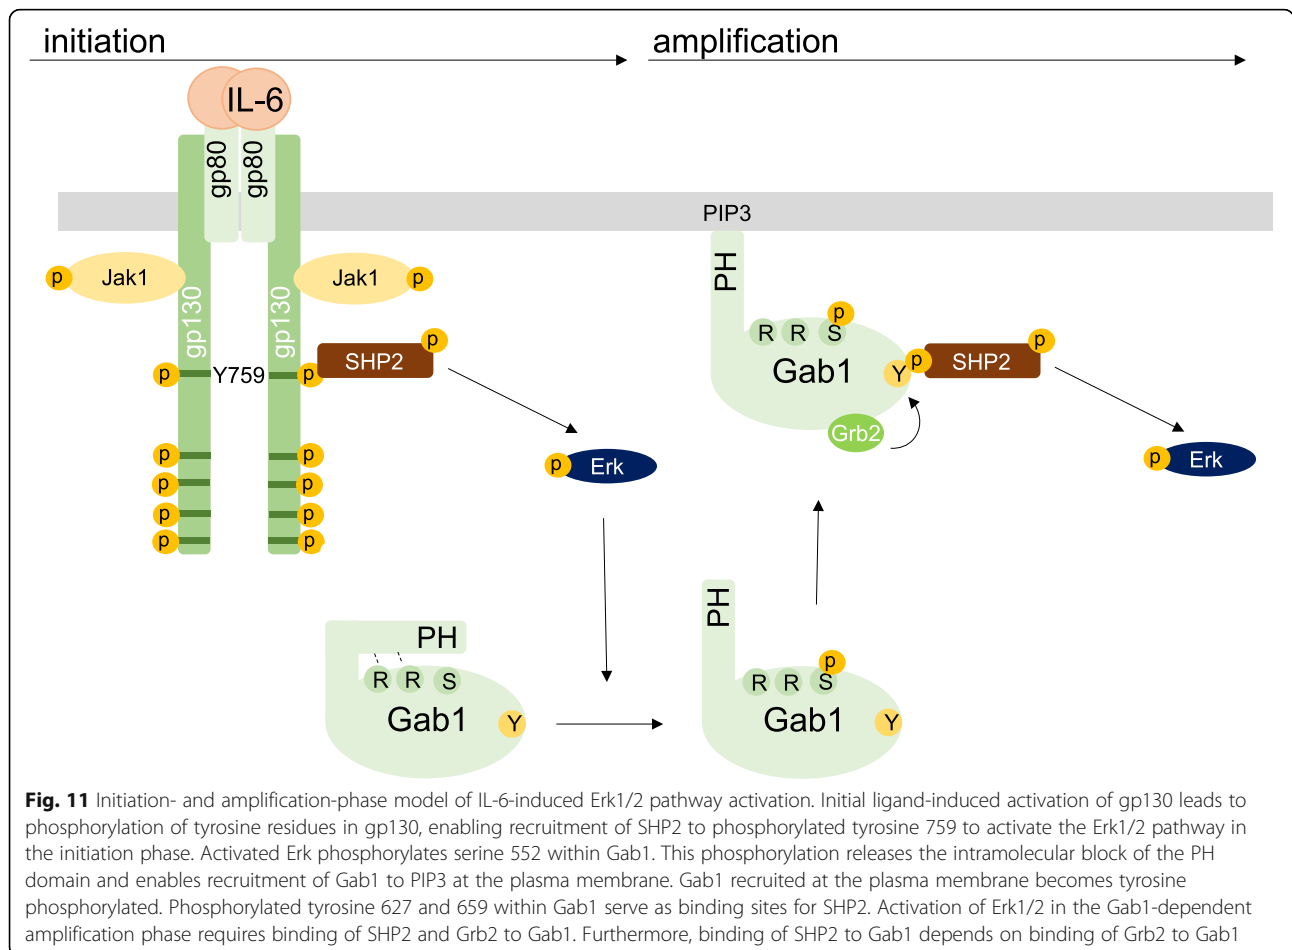 initiation
amplification
IL-6
gp80
gp80
PIP3
p
Jak1
Jak1
p
gp130
gp130
p
Y759
p
SHP2
p
p
p
p
p
p
p
p
p
p
Erk
PH
R
R
S
p
Gab1
Y
p
SHP2
p
Grb2
p
Erk
PH
R
R
S
Gab1
Y
PH
R
R
S
p
Gab1
Y
Fig. 11 Initiation- and amplification-phase model of IL-6-induced Erk1/2 pathway activation. Initial ligand-induced activation of gp130 leads to
phosphorylation of tyrosine residues in gp130, enabling recruitment of SHP2 to phosphorylated tyrosine 759 to activate the Erk1/2 pathway in
the initiation phase. Activated Erk phosphorylates serine 552 within Gab1. This phosphorylation releases the intramolecular block of the PH
domain and enables recruitment of Gab1 to PIP3 at the plasma membrane. Gab1 recruited at the plasma membrane becomes tyrosine
phosphorylated. Phosphorylated tyrosine 627 and 659 within Gab1 serve as binding sites for SHP2. Activation of Erk1/2 in the Gab1-dependent
amplification phase requires binding of SHP2 and Grb2 to Gab1. Furthermore, binding of SHP2 to Gab1 depends on binding of Grb2 to Gab1